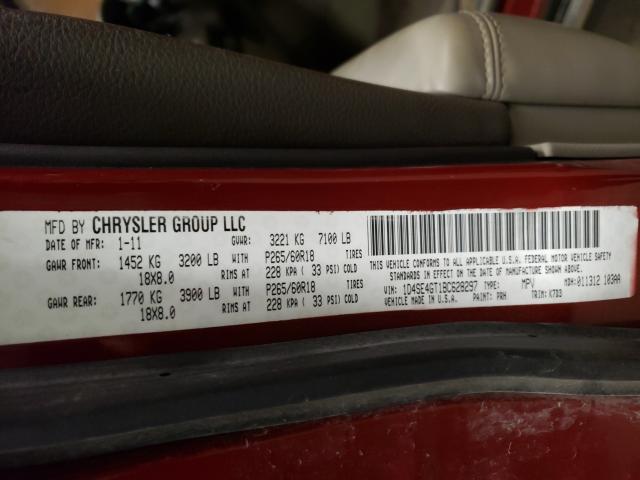 MFD BY CHRYSLER GROUP LLC
DATE OF MFR: 1-11 GVWR: 3221 KG 7100 LB
GAWR FRONT: 1452 KG 3200 LB WITH P265/60R18 TIRES
18X8.0 RIMS AT 228 KPA ( 33 PSI) COLD
GAWR REAR: 1770 KG 3900 LB WITH P265/60R18 TIRES
18X8.0 RIMS AT 228 KPA ( 33 PSI) COLD
THIS VEHICLE CONFORMS TO ALL APPLICABLE U.S.A. FEDERAL MOTOR VEHICLE SAFETY
STANDARDS IN EFFECT ON THE DATE OF MANUFACTURE SHOWN ABOVE.
VIN: 1D4SE4GT1BC628297 TYPE: MPV MDH:011312 103AA
VEHICLE MADE IN U.S.A. PAINT: PRH TRIM: K7D3